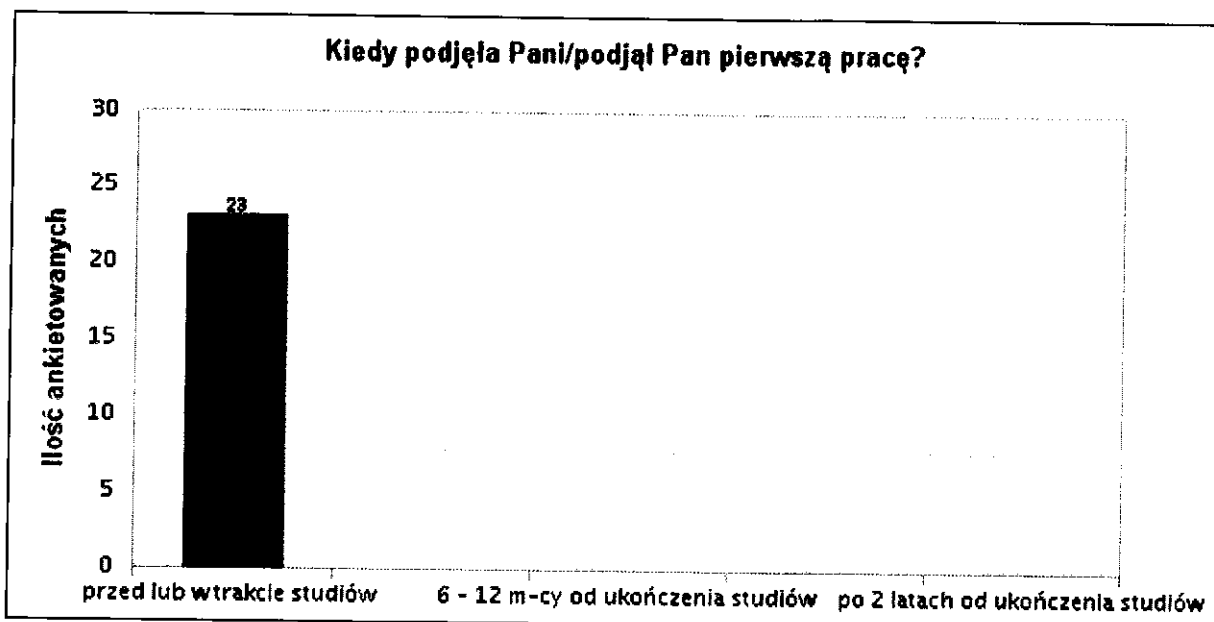 Kiedy podjęła Pani/podjął Pan pierwszą pracę?
Ilość ankietowanych
30
25
20
15
10
5
0
23
przed lub wtrakcie studiów
6 - 12 m-cy od ukończenia studiów
po 2 latach od ukończenia studiów